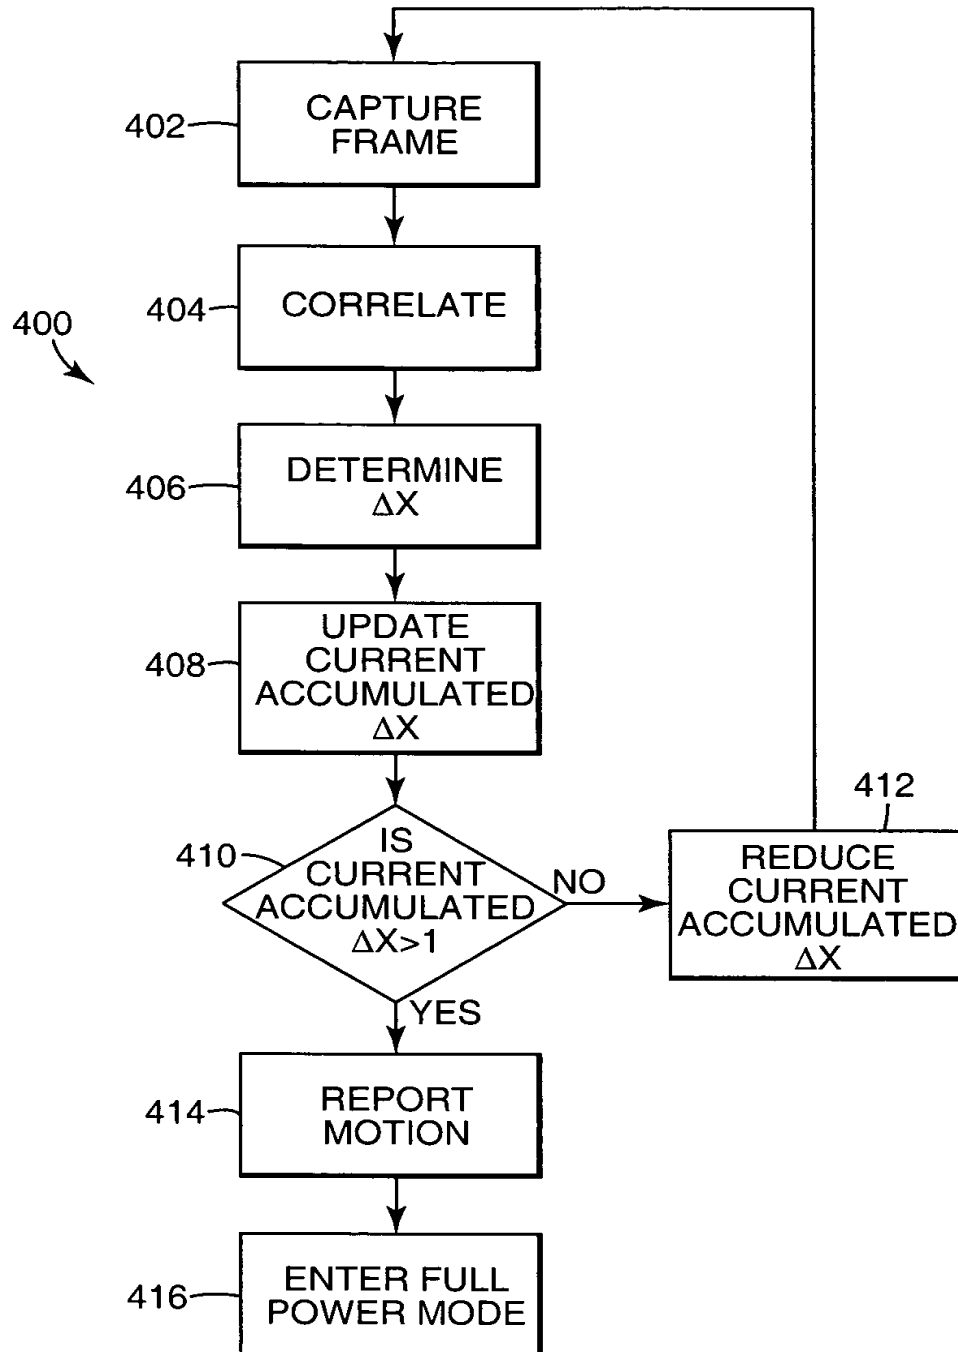 402
CAPTURE
FRAME
404
CORRELATE
400
406
DETERMINE
ΔX
408
UPDATE
CURRENT
ACCUMULATED
ΔX
410
IS
CURRENT
ACCUMULATED
ΔX>1
NO
412
REDUCE
CURRENT
ACCUMULATED
ΔX
YES
414
REPORT
MOTION
416
ENTER FULL
POWER MODE